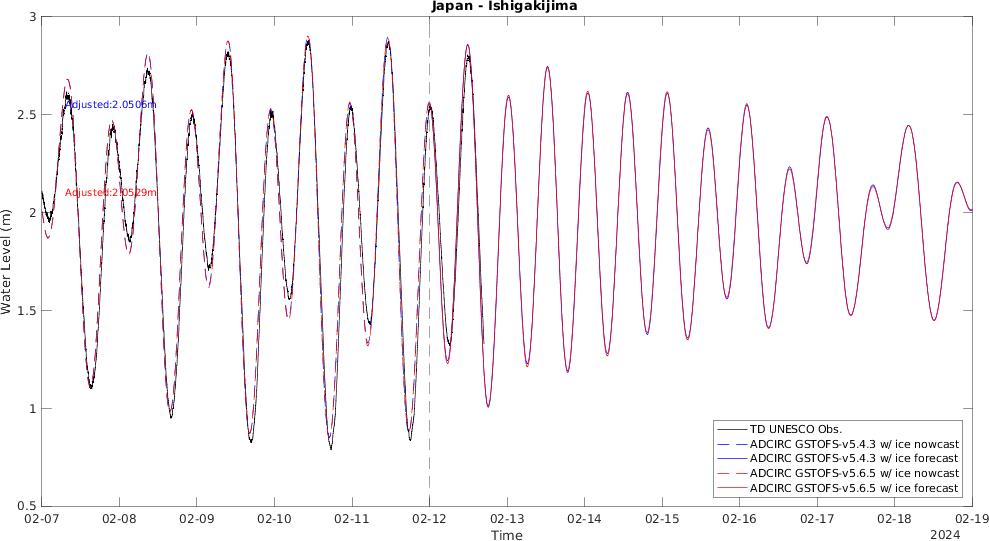 Japan - Ishigakijima
3
2.5
2
1.5
1
0.5
Water Level (m)
Adjusted:2.0506m
Adjusted:2.0529m
TD UNESCO Obs.
ADCIRC GSTOFS-v5.4.3 w/ ice nowcast
ADCIRC GSTOFS-v5.4.3 w/ ice forecast
ADCIRC GSTOFS-v5.6.5 w/ ice nowcast
ADCIRC GSTOFS-v5.6.5 w/ ice forecast
02-07 02-08 02-09 02-10 02-11 02-12 02-13 02-14 02-15 02-16 02-17 02-18 02-19
Time
2024